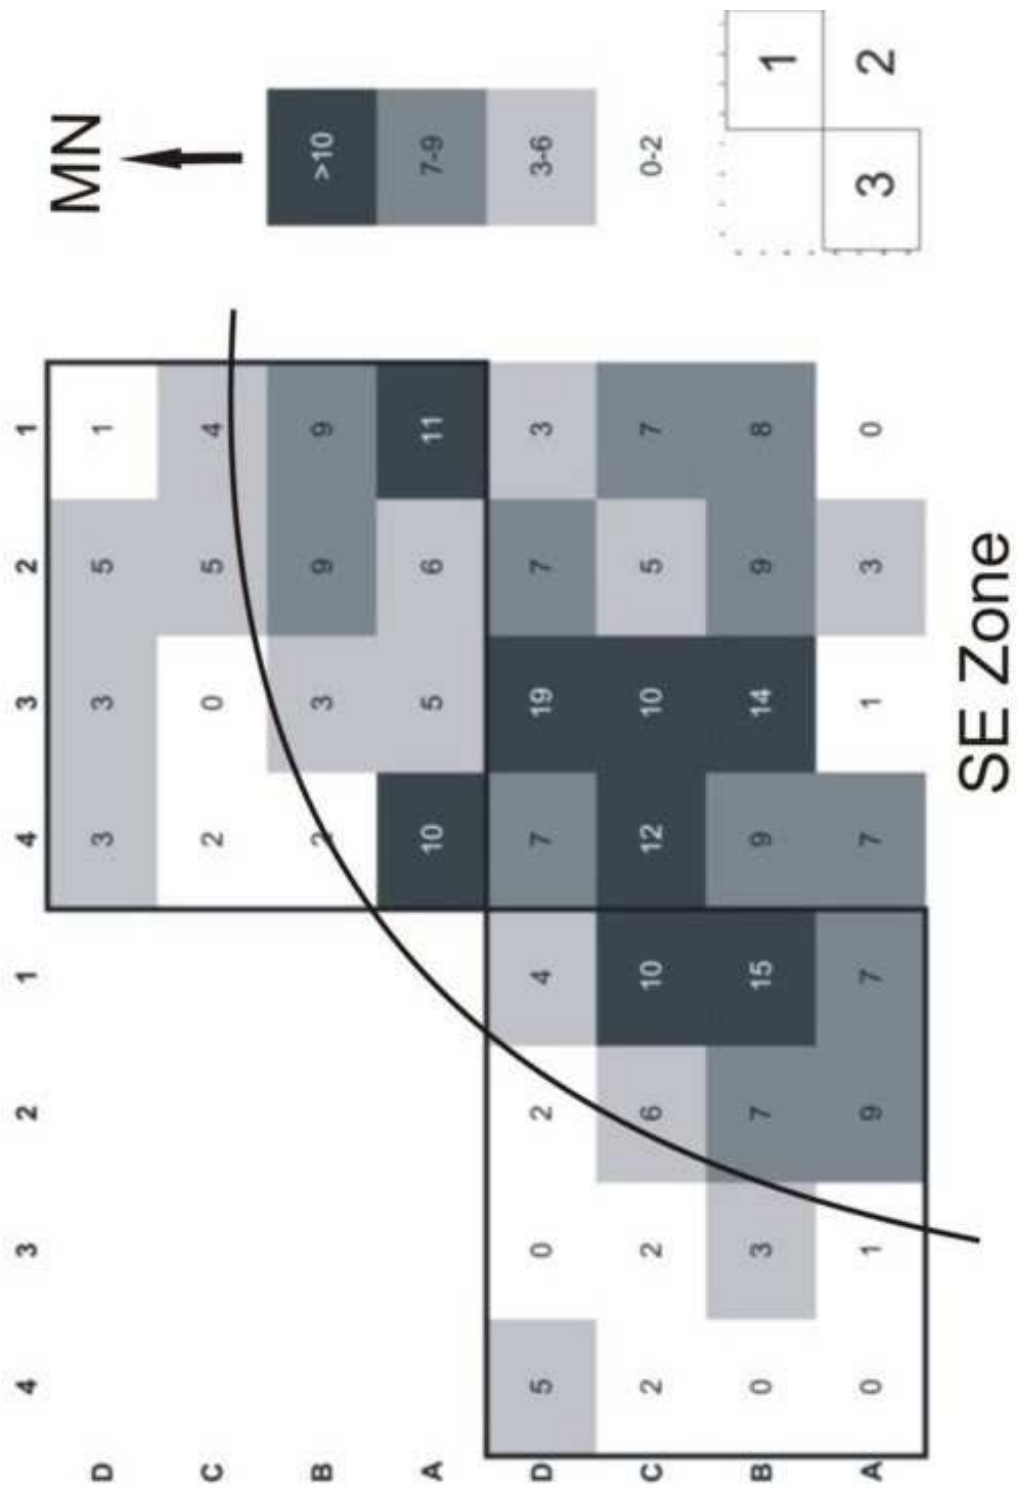 4 3 2 1 4 3 2 1
D 3 3 5 1
C 2 0 5 4
B 2 3 9 9
A 10 5 6 11
D 5 0 2 4 7 19 7 3
C 2 2 6 10 12 10 5 7
B 0 3 7 15 9 14 9 8
A 0 1 9 7 7 1 3 0
SE Zone
MN
>10
7-9
3-6
0-2
1
3 2